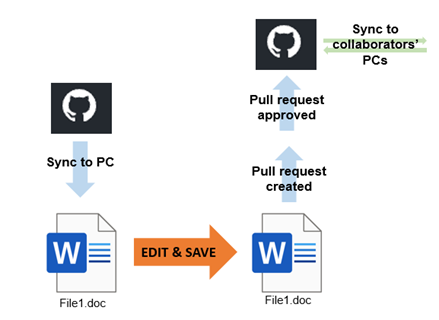 Sync to
collaborators'
PCs
Pull request
approved
Sync to PC
Pull request
created
W
EDIT & SAVE
W
File1.doc
File1.doc